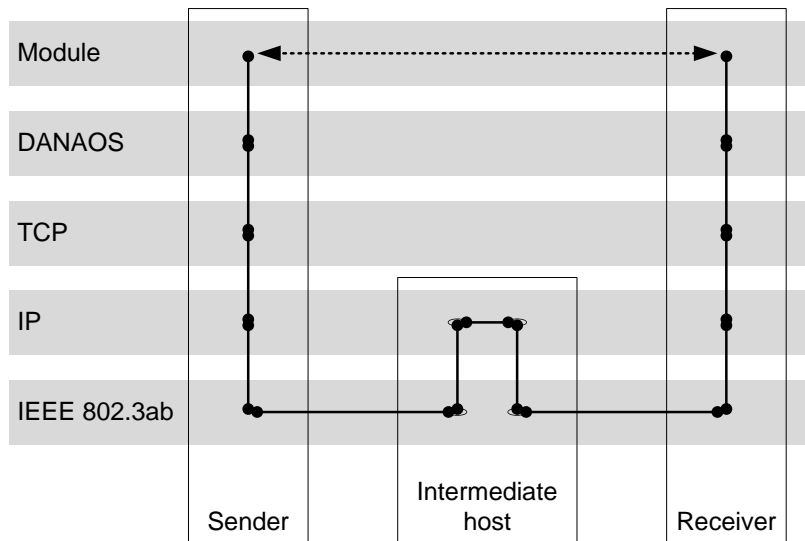 Module
DANAOS
TCP
IP
IEEE 802.3ab
Sender
Intermediate
host
Receiver